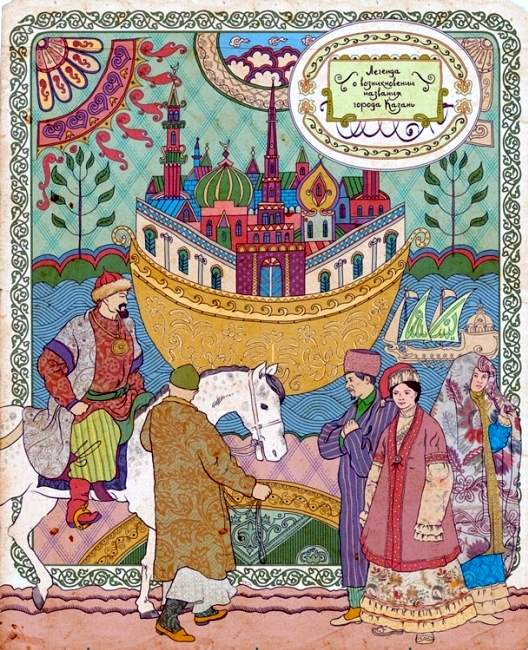 Легенда
о возникновении
названия
города Казань